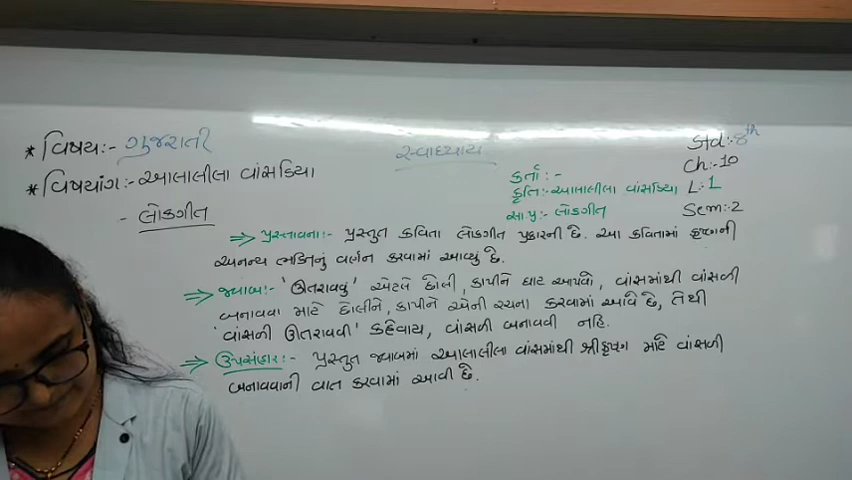 * વિષય:- ગુજરાતી
* વિષયાંગ:- આલાલીલા વાંસડિયા
- લોકગીત
સ્વાધ્યાય
કર્તા :-
કૃતિ:- આલાલીલા વાંસડિયા
સા.પ્ર:- લોકગીત
Std:- 8th
Ch:- 10
L:- 1
Sem:- 2
⇒ પ્રસ્તાવના:- પ્રસ્તુત કવિતા લોકગીત પ્રકારની છે. આ કવિતામાં કૃષ્ણની
અનન્ય ભક્તિનું વર્ણન કરવામાં આવ્યું છે.
⇒ જવાબ:- 'ઊતરાવવું' એટલે છોલી, કાપીને ઘાટ આપવો, વાંસમાંથી વાંસળી
બનાવવા માટે છોલીને, કાપીને એની રચના કરવામાં આવે છે, તેથી
'વાંસની ઊતરાવવી' કહેવાય, વાંસળી બનાવવી નહિ.
⇒ ઉપસંહાર:- પ્રસ્તુત જવાબમાં આલાલીલા વાંસમાંથી શ્રીકૃષ્ણ માટે વાંસળી
બનાવવાની વાત કરવામાં આવી છે.